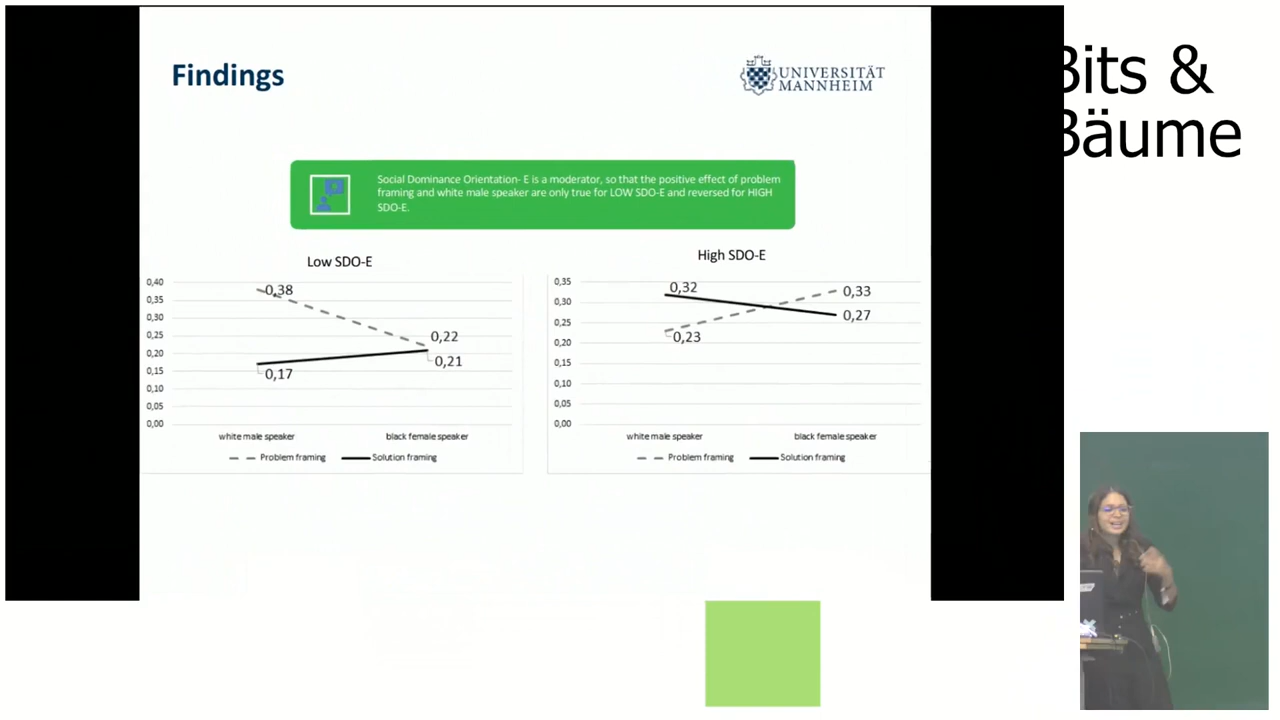 Findings
UNIVERSITÄT
MANNHEIM
Bits &
Bäume
Social Dominance Orientation- E is a moderator, so that the positive effect of problem
framing and white male speaker are only true for LOW SDO-E and reversed for HIGH
SDO-E.
Low SDO-E
0,40
0,35
0,30
0,25
0,20
0,15
0,10
0,05
0,00
0,38
0,22
0,21
0,17
white male speaker
black female speaker
Problem framing
Solution framing
High SDO-E
0,35
0,30
0,25
0,20
0,15
0,10
0,05
0,00
0,32
0,33
0,27
0,23
white male speaker
black female speaker
Problem framing
Solution framing